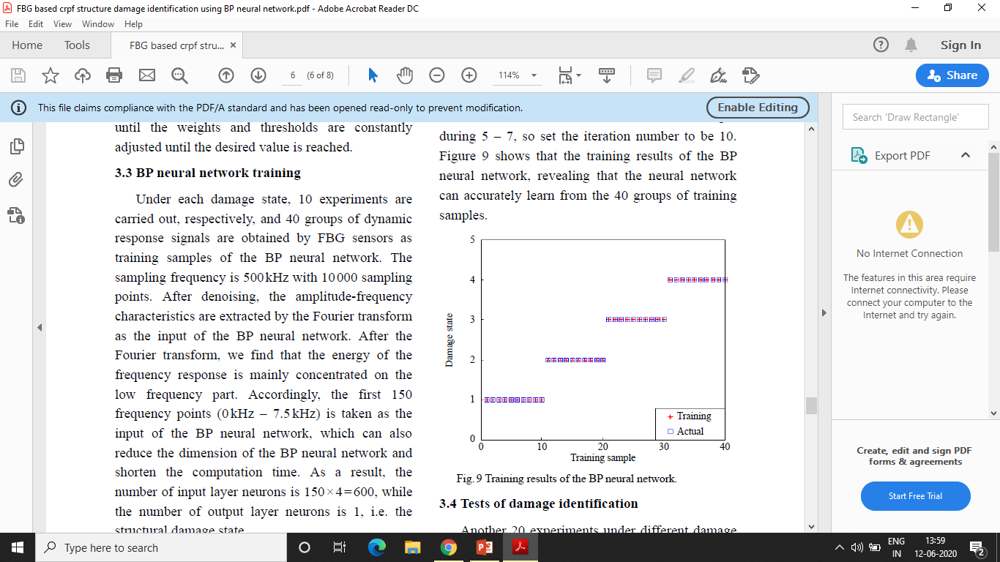 FBG based crpf structure damage identification using BP neural network.pdf - Adobe Acrobat Reader DC
File Edit View Window Help
Home Tools FBG based crpf stru... ×
? Sign In
6 (6 of 8) 114% Share
This file claims compliance with the PDF/A standard and has been opened read-only to prevent modification. Enable Editing
until the weights and thresholds are constantly
adjusted until the desired value is reached.
3.3 BP neural network training
Under each damage state, 10 experiments are
carried out, respectively, and 40 groups of dynamic
response signals are obtained by FBG sensors as
training samples of the BP neural network. The
sampling frequency is 500kHz with 10000 sampling
points. After denoising, the amplitude-frequency
characteristics are extracted by the Fourier transform
as the input of the BP neural network. After the
Fourier transform, we find that the energy of the
frequency response is mainly concentrated on the
low frequency part. Accordingly, the first 150
frequency points (0kHz – 7.5kHz) is taken as the
input of the BP neural network, which can also
reduce the dimension of the BP neural network and
shorten the computation time. As a result, the
number of input layer neurons is 150×4=600, while
the number of output layer neurons is 1, i.e. the
structural damage state.
during 5 – 7, so set the iteration number to be 10.
Figure 9 shows that the training results of the BP
neural network, revealing that the neural network
can accurately learn from the 40 groups of training
samples.
5
4
3
2
1
0
Damage state
0 10 20 30 40
Training sample
Training
Actual
Fig. 9 Training results of the BP neural network.
3.4 Tests of damage identification
Another 20 experiments under different damage
Search 'Draw Rectangle'
Export PDF
No Internet Connection
The features in this area require
Internet connectivity. Please
connect your computer to the
Internet and try again.
Create, edit and sign PDF
forms & agreements
Start Free Trial
Type here to search
ENG
IN
13:59
12-06-2020
2